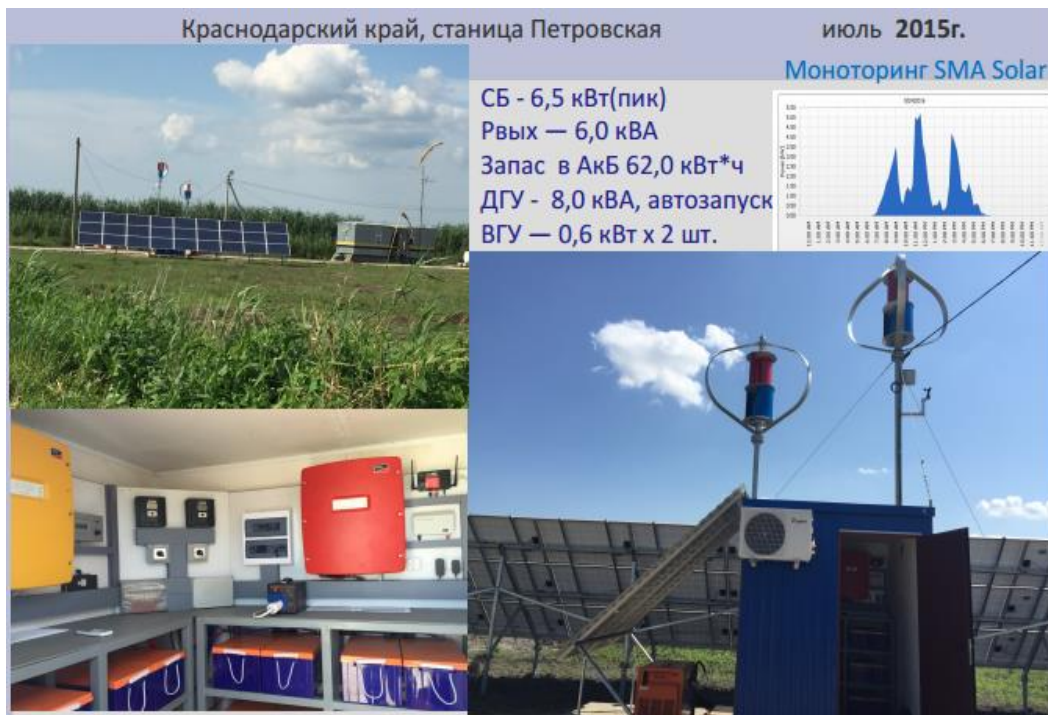 Краснодарский край, станица Петровская
июль 2015г.
Моноторинг SMA Solar
СБ - 6,5 кВт(пик)
Рвых — 6,0 кВА
Запас в АкБ 62,0 кВт*ч
ДГУ - 8,0 кВА, автозапуск
ВГУ — 0,6 кВт х 2 шт.